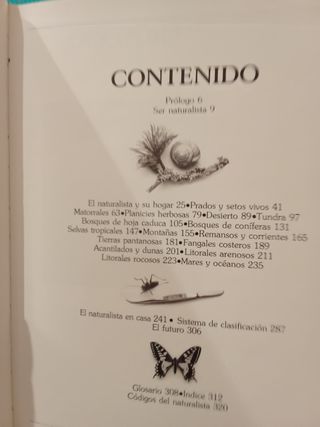 CONTENIDO
Prólogo 6
Ser naturalista 9
El naturalista y su hogar 25•Prados y setos vivos 41
Matorrales 63•Planicies herbosas 79•Desierto 89•Tundra 97
Bosques de hoja caduca 105•Bosques de coníferas 131
Selvas tropicales 147•Montañas 155•Remansos y corrientes 165
Tierras pantanosas 181•Fangales costeros 189
Acantilados y dunas 201•Litorales arenosos 211
Litorales rocosos 223•Mares y océanos 235
El naturalista en casa 241 • Sistema de clasificación 287
El futuro 306
Glosario 308•Indice 312
Códigos del naturalista 320